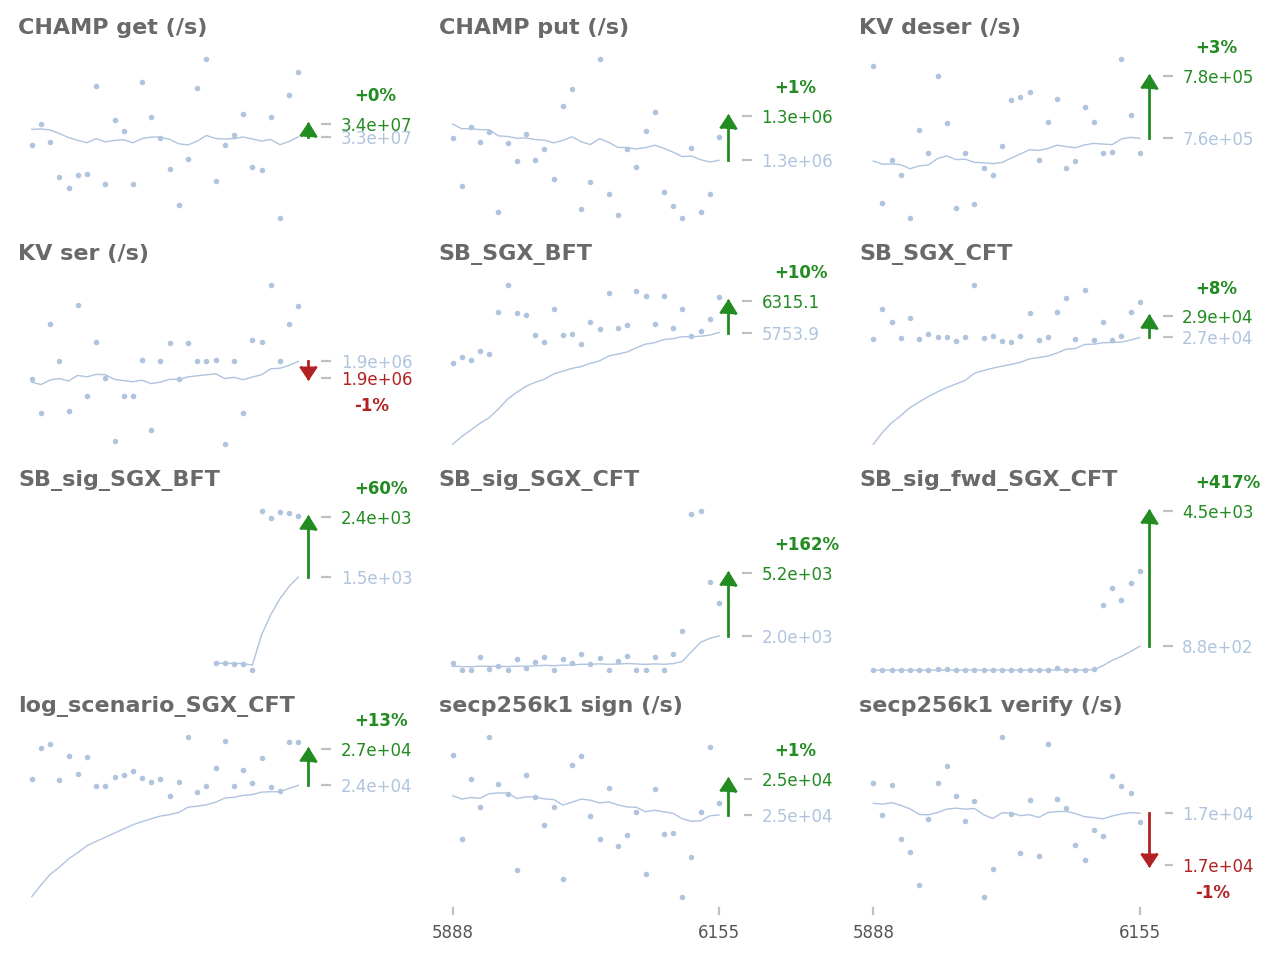 CHAMP get (/s)
+0%
3.4e+07
3.3e+07
CHAMP put (/s)
+1%
1.3e+06
1.3e+06
KV deser (/s)
+3%
7.8e+05
7.6e+05
KV ser (/s)
1.9e+06
1.9e+06
-1%
SB_SGX_BFT
+10%
6315.1
5753.9
SB_SGX_CFT
+8%
2.9e+04
2.7e+04
SB_sig_SGX_BFT
+60%
2.4e+03
1.5e+03
SB_sig_SGX_CFT
+162%
5.2e+03
2.0e+03
SB_sig_fwd_SGX_CFT
+417%
4.5e+03
8.8e+02
log_scenario_SGX_CFT
+13%
2.7e+04
2.4e+04
secp256k1 sign (/s)
+1%
2.5e+04
2.5e+04
5888 6155
secp256k1 verify (/s)
1.7e+04
1.7e+04
-1%
5888 6155